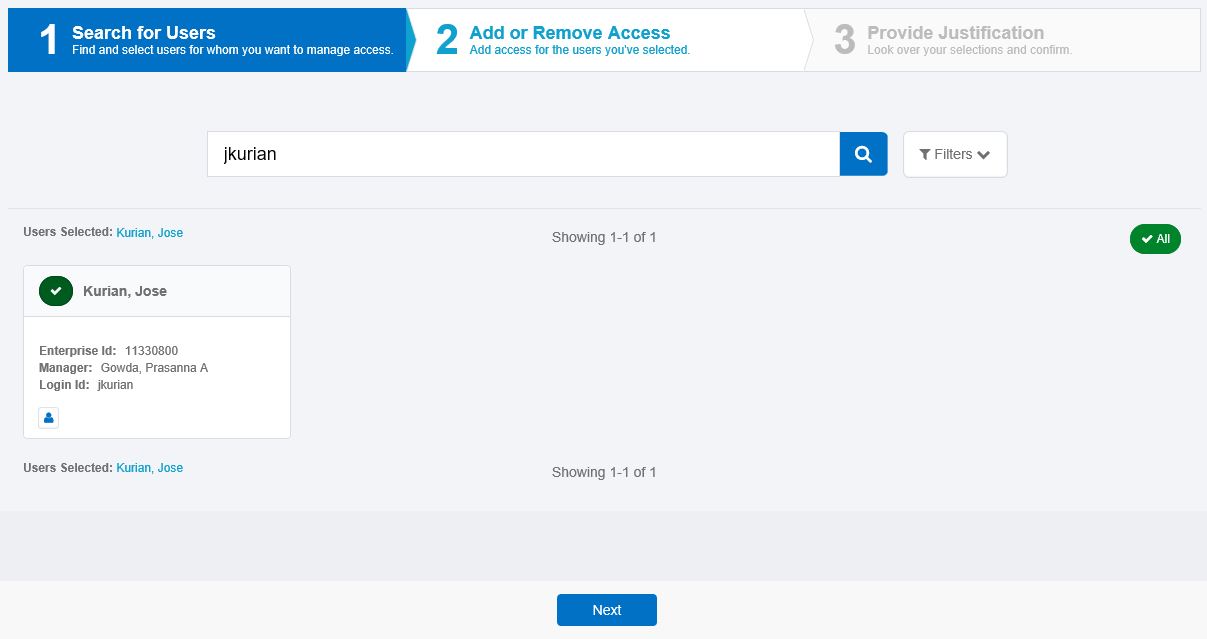 1 Search for Users
Find and select users for whom you want to manage access.
2 Add or Remove Access
Add access for the users you've selected.
3 Provide Justification
Look over your selections and confirm.
jkurian
Filters
Users Selected: Kurian, Jose
Showing 1-1 of 1
All
Kurian, Jose
Enterprise Id: 11330800
Manager: Gowda, Prasanna A
Login Id: jkurian
Users Selected: Kurian, Jose
Showing 1-1 of 1
Next